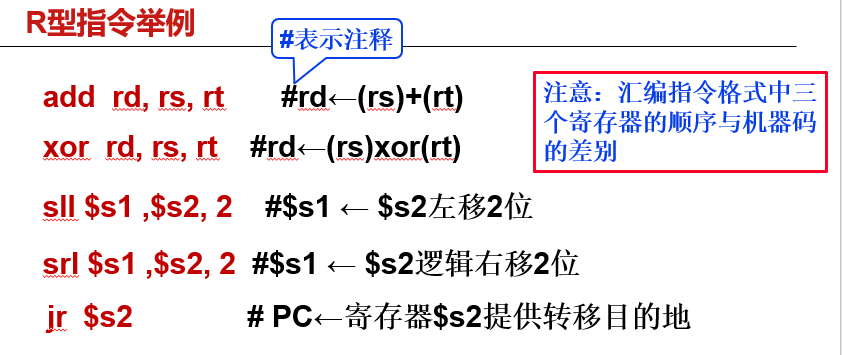 R型指令举例
#表示注释
add rd, rs, rt #rd←(rs)+(rt)
xor rd, rs, rt #rd←(rs)xor(rt)
注意：汇编指令格式中三
个寄存器的顺序与机器码
的差别
sll $s1 ,$s2, 2 #$s1 ← $s2左移2位
srl $s1 ,$s2, 2 #$s1 ← $s2逻辑右移2位
jr $s2 # PC←寄存器$s2提供转移目的地